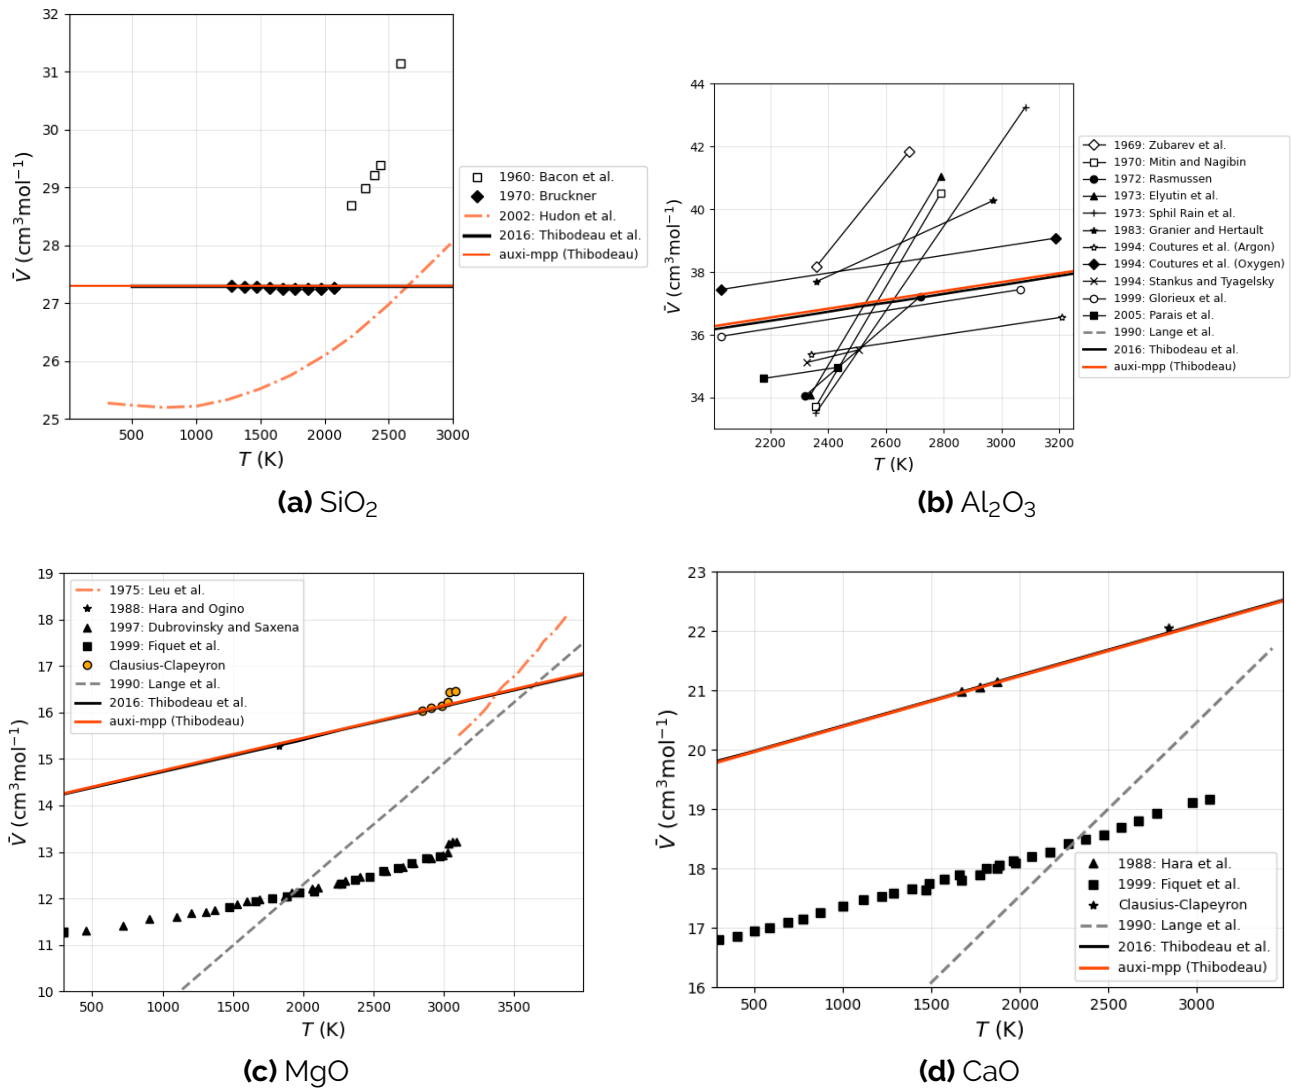 32
31
30
29
28
27
26
25
500 1000 1500 2000 2500 3000
V̄ (cm³mol⁻¹)
T (K)
1960: Bacon et al.
1970: Bruckner
2002: Hudon et al.
2016: Thibodeau et al.
auxi-mpp (Thibodeau)
(a) SiO₂
44
42
40
38
36
34
2200 2400 2600 2800 3000 3200
V̄ (cm³mol⁻¹)
T (K)
1969: Zubarev et al.
1970: Mitin and Nagibin
1972: Rasmussen
1973: Elyutin et al.
1973: Sphil Rain et al.
1983: Granier and Hertault
1994: Coutures et al. (Argon)
1994: Coutures et al. (Oxygen)
1994: Stankus and Tyagelsky
1999: Glorieux et al.
2005: Parais et al.
1990: Lange et al.
2016: Thibodeau et al.
auxi-mpp (Thibodeau)
(b) Al₂O₃
19
18
17
16
15
14
13
12
11
10
500 1000 1500 2000 2500 3000 3500
V̄ (cm³mol⁻¹)
T (K)
1975: Leu et al.
1988: Hara and Ogino
1997: Dubrovinsky and Saxena
1999: Fiquet et al.
Clausius-Clapeyron
1990: Lange et al.
2016: Thibodeau et al.
auxi-mpp (Thibodeau)
(c) MgO
23
22
21
20
19
18
17
16
500 1000 1500 2000 2500 3000
V̄ (cm³mol⁻¹)
T (K)
1988: Hara et al.
1999: Fiquet et al.
Clausius-Clapeyron
1990: Lange et al.
2016: Thibodeau et al.
auxi-mpp (Thibodeau)
(d) CaO